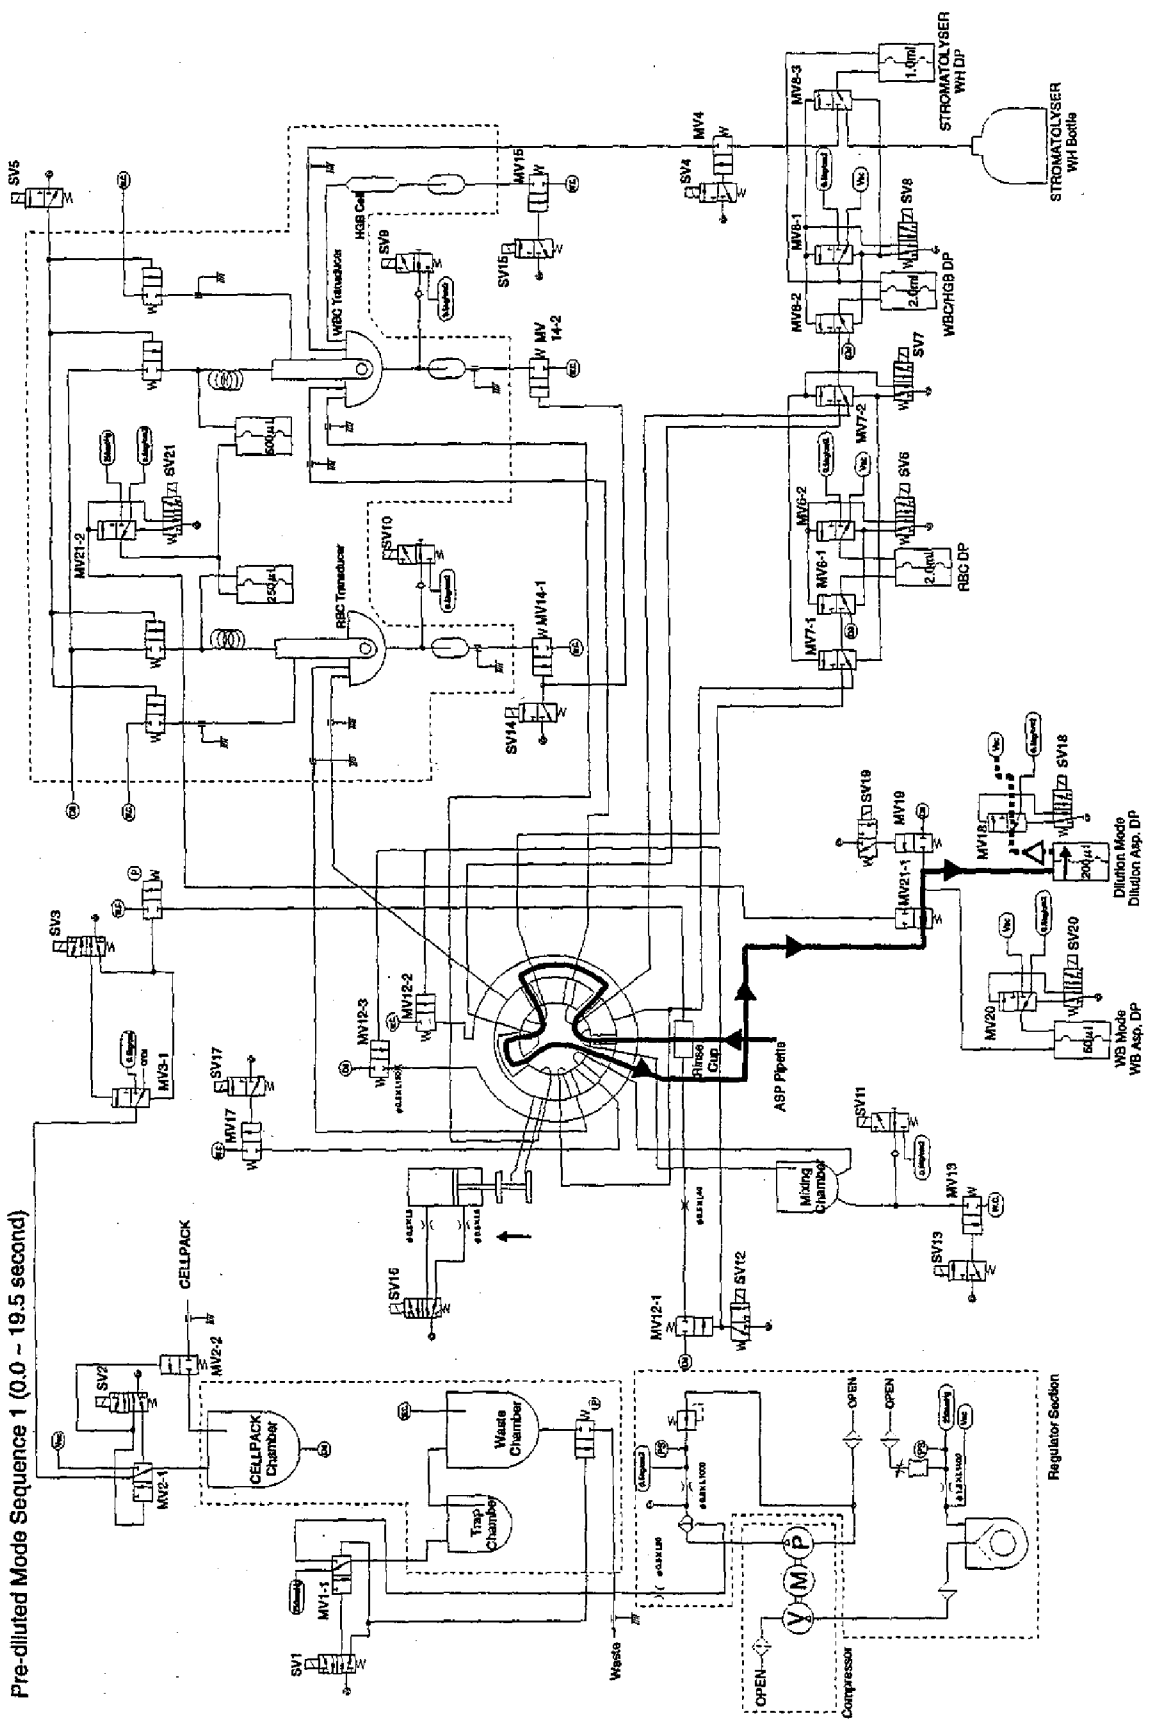 Pre-diluted Mode Sequence 1 (0.0 ~ 19.5 second)
SV5
SV3
SV21
MV21-2
500μL
250μL
WBC Transducer
HGB Cell
RBC Transducer
SV9
SV10
MV15
SV15
MV
14-2
MV14-1
SV14
MV4
SV4
MV8-3
1.0ml
STROMATOLYSER
WH DP
STROMATOLYSER
WH Bottle
MV8-1
SV8
MV8-2
2.0ml
WBC/HGB DP
SV7
MV7-2
MV6-2
SV6
MV6-1
2.0ml
RBC DP
MV7-1
MV3-1
OPEN
SV17
MV17
MV12-3
MV12-2
CELLPACK
SV2
MV2-2
MV2-1
CELLPACK
Chamber
SV16
Rinse
Cup
ASP Pipette
SV19
MV19
MV21-1
MV18
SV18
Vac
200μl
Dilution Mode
Dilution Asp. DP
Vac
MV20
SV20
50μl
WB Mode
WB Asp. DP
Mixing
Chamber
SV11
MV13
SV13
MV12-1
SV12
Waste
Chamber
Trap
Chamber
MV1-1
SV1
Waste
OPEN
OPEN
Regulator Section
V
M
P
OPEN
Compressor